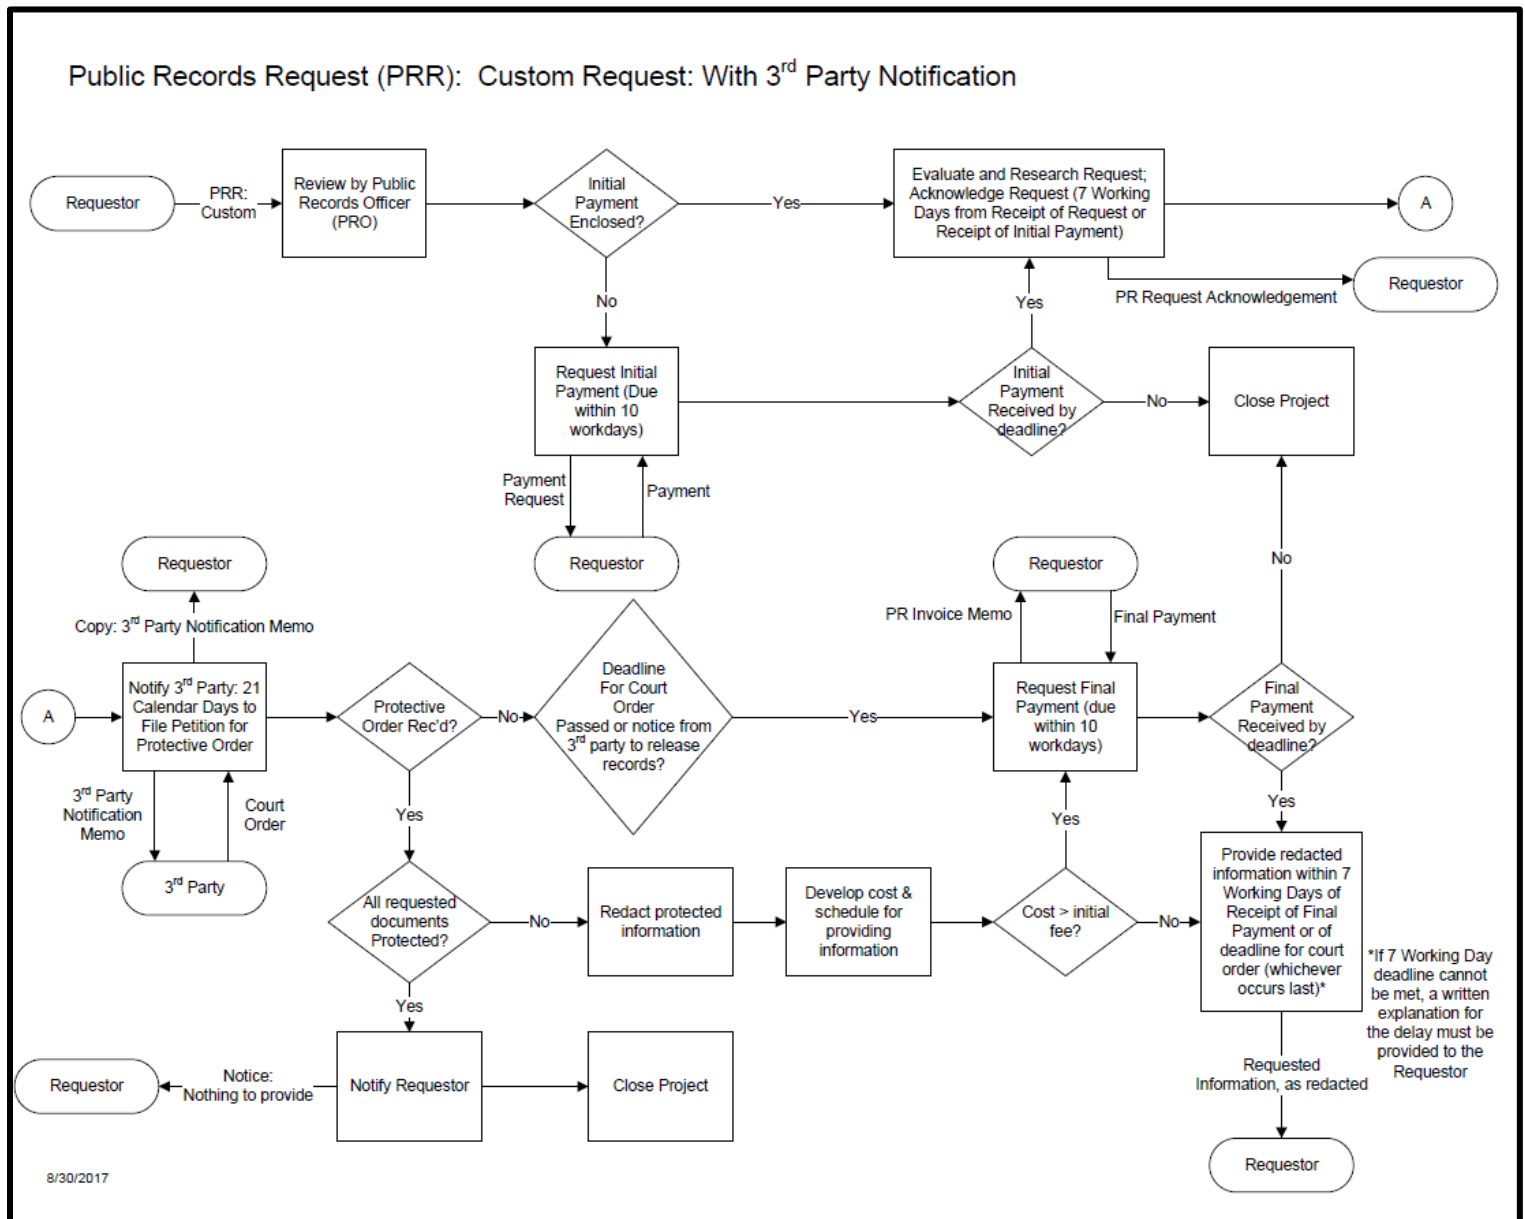 Public Records Request (PRR):  Custom Request: With 3rd Party Notification
Requestor
PRR:
Custom
Review by Public
Records Officer
(PRO)
Initial
Payment
Enclosed?
Yes
Evaluate and Research Request;
Acknowledge Request (7 Working
Days from Receipt of Request or
Receipt of Initial Payment)
A
PR Request Acknowledgement
Requestor
No
Yes
Request Initial
Payment (Due
within 10
workdays)
Initial
Payment
Received by
deadline?
No
Close Project
Payment
Request
Payment
Requestor
Requestor
Requestor
No
Copy: 3rd Party Notification Memo
PR Invoice Memo
Final Payment
A
Notify 3rd Party: 21
Calendar Days to
File Petition for
Protective Order
Protective
Order Rec'd?
No
Deadline
For Court
Order
Passed or notice from
3rd party to release
records?
Yes
Request Final
Payment (due
within 10
workdays)
Final
Payment
Received by
deadline?
3rd Party
Notification
Memo
Court
Order
Yes
Yes
Yes
3rd Party
All requested
documents
Protected?
No
Redact protected
information
Develop cost &
schedule for
providing
information
Cost > initial
fee?
No
Provide redacted
information within 7
Working Days of
Receipt of Final
Payment or of
deadline for court
order (whichever
occurs last)*
*If 7 Working Day
deadline cannot
be met, a written
explanation for
the delay must be
provided to the
Requestor
Yes
Requestor
Notice:
Nothing to provide
Notify Requestor
Close Project
Requested
Information, as redacted
Requestor
8/30/2017